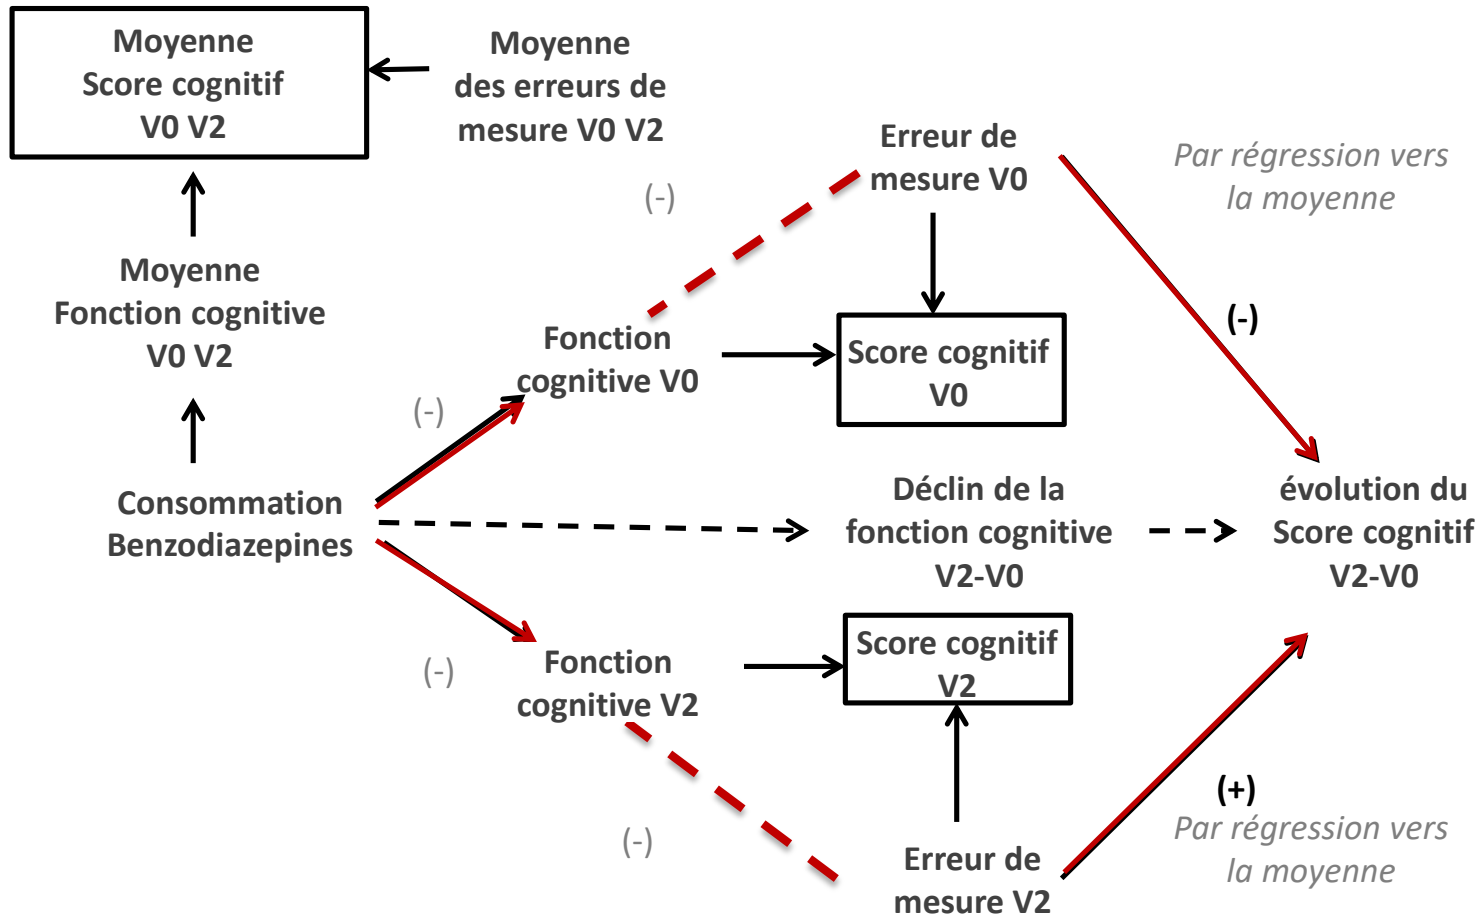 Moyenne
Score cognitif
V0 V2
Moyenne
des erreurs de
mesure V0 V2
Erreur de
mesure V0
Par régression vers
la moyenne
(-)
Moyenne
Fonction cognitive
V0 V2
(-)
Fonction
cognitive V0
Score cognitif
V0
(-)
Consommation
Benzodiazepines
Déclin de la
fonction cognitive
V2-V0
évolution du
Score cognitif
V2-V0
(-)
Fonction
cognitive V2
Score cognitif
V2
(-)
Erreur de
mesure V2
(+)
Par régression vers
la moyenne